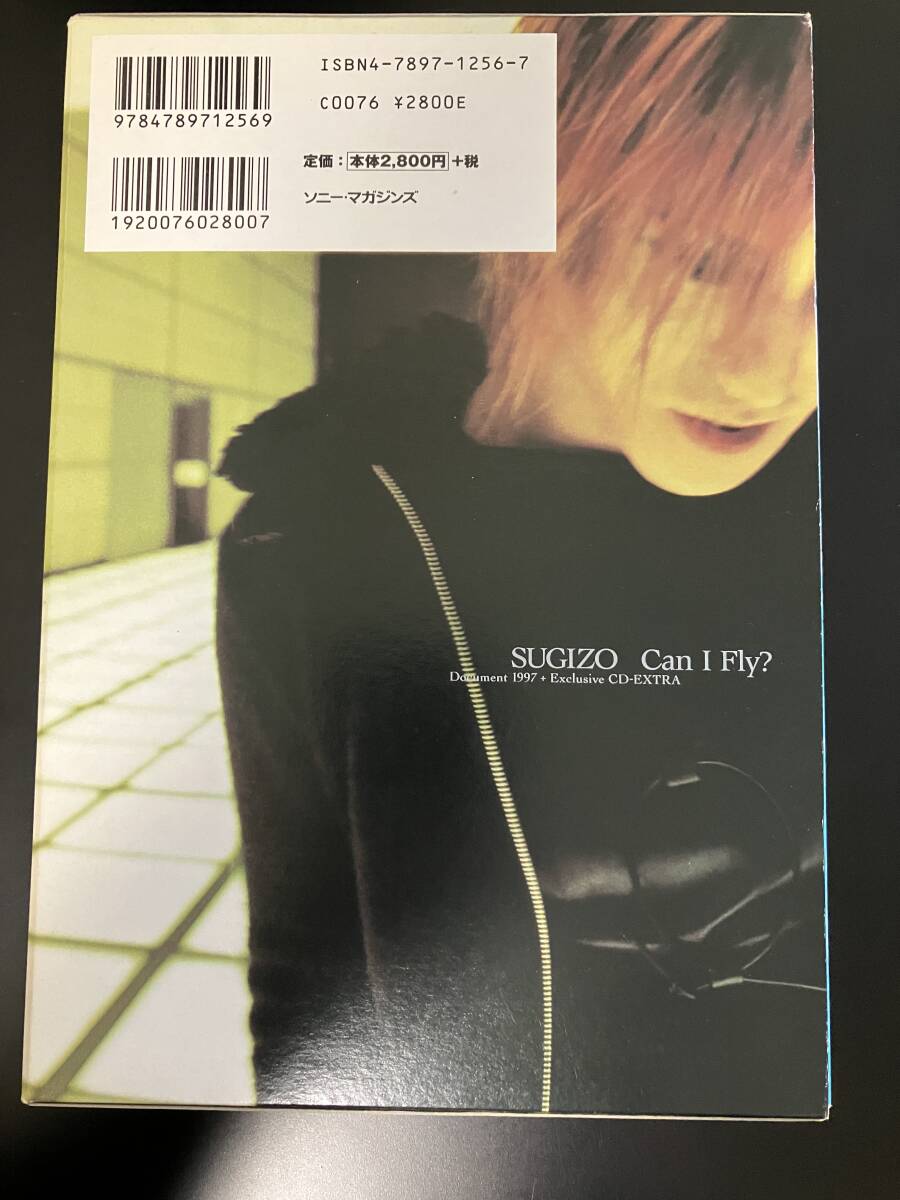 ISBN4-7897-1256-7
C0076 ¥2800E
9784789712569
定価：本体2,800円+税
ソニー・マガジンズ
1920076028007
SUGIZO Can I Fly?
Document 1997 + Exclusive CD-EXTRA